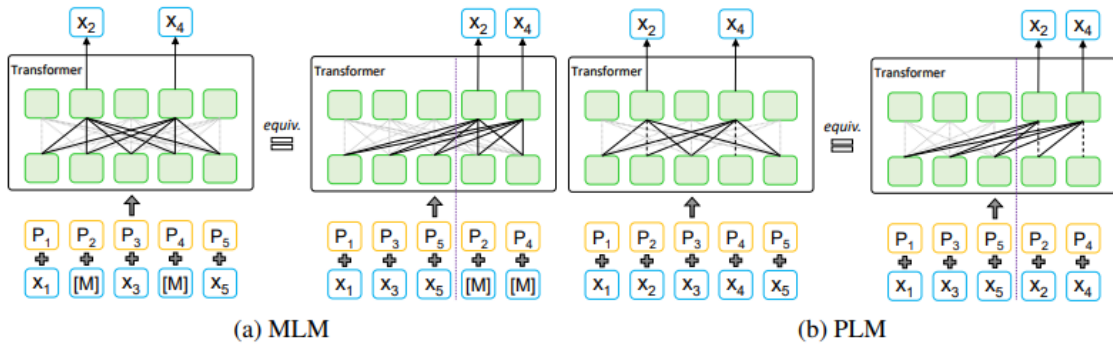 x2 x4 x2 x4 x2 x4 x2 x4
Transformer Transformer Transformer Transformer
equiv. equiv.
P1 P2 P3 P4 P5 P1 P3 P5 P2 P4 P1 P2 P3 P4 P5 P1 P3 P5 P2 P4
x1 [M] x3 [M] x5 x1 x3 x5 [M] [M] x1 x2 x3 x4 x5 x1 x3 x5 x2 x4
(a) MLM (b) PLM